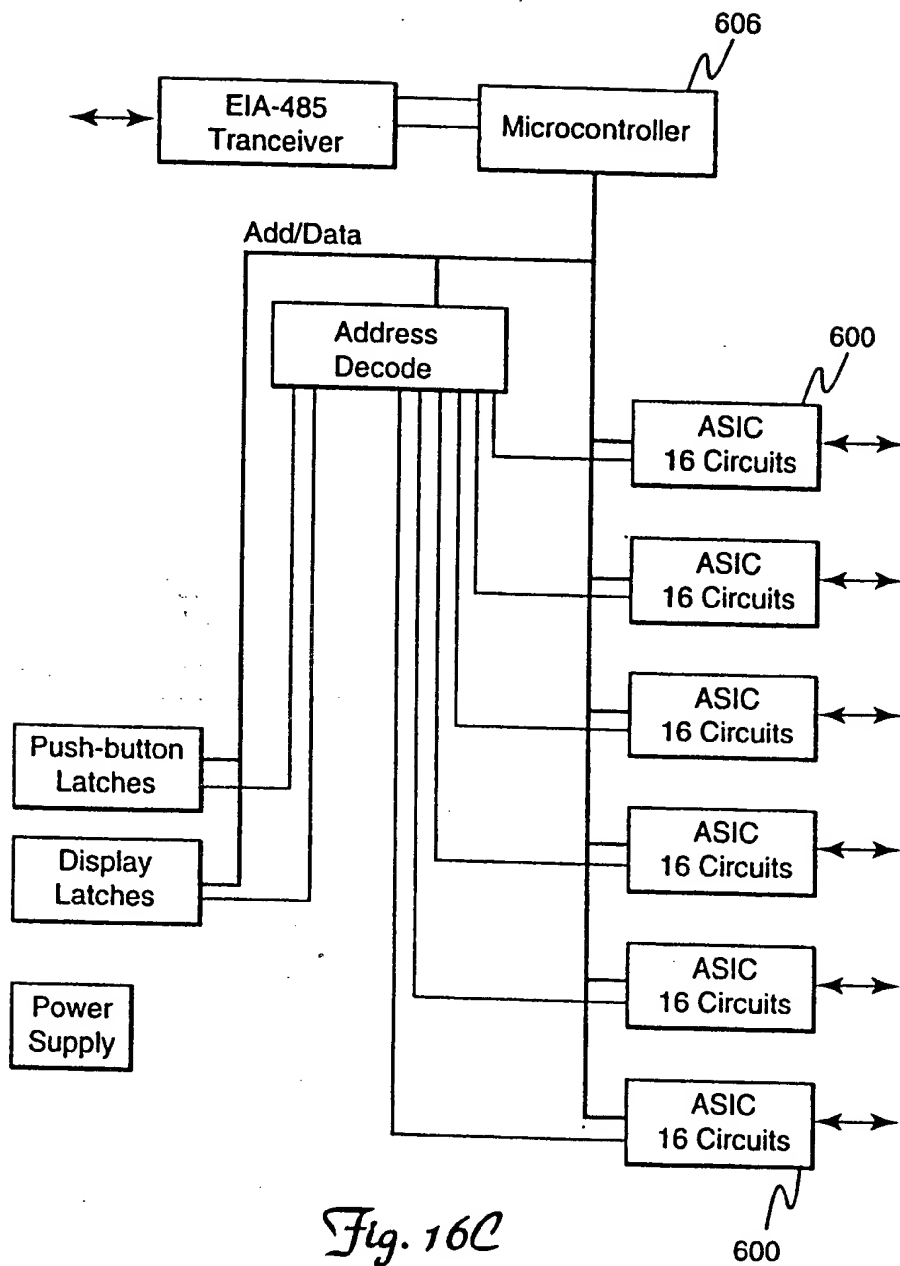 606
EIA-485
Tranceiver
Microcontroller
Add/Data
Address
Decode
600
ASIC
16 Circuits
ASIC
16 Circuits
ASIC
16 Circuits
Push-button
Latches
ASIC
16 Circuits
Display
Latches
ASIC
16 Circuits
Power
Supply
ASIC
16 Circuits
600
Fig. 16C